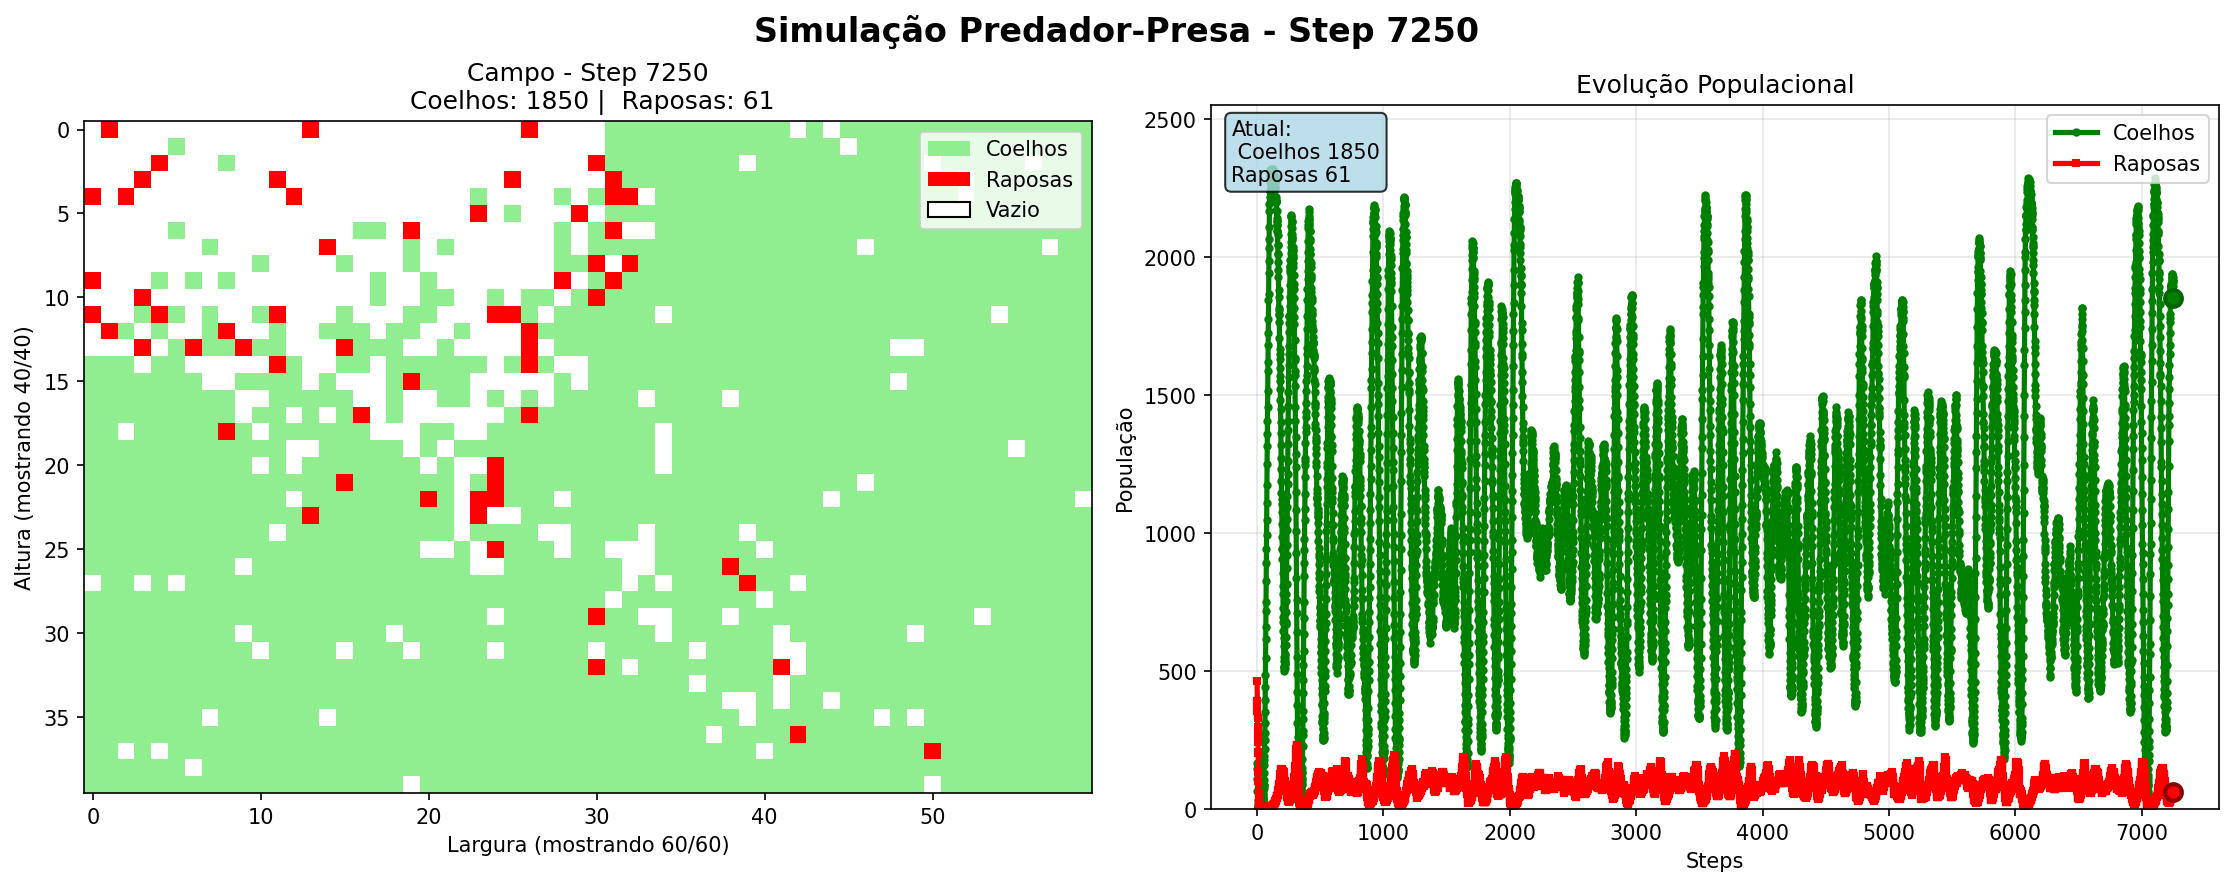 Simulação Predador-Presa - Step 7250
Campo - Step 7250
Coelhos: 1850 |  Raposas: 61
Coelhos
Raposas
Vazio
0
5
10
15
20
25
30
35
Altura (mostrando 40/40)
0
10
20
30
40
50
Largura (mostrando 60/60)
Evolução Populacional
Atual:
Coelhos 1850
Raposas 61
Coelhos
Raposas
2500
2000
1500
1000
500
0
População
0
1000
2000
3000
4000
5000
6000
7000
Steps